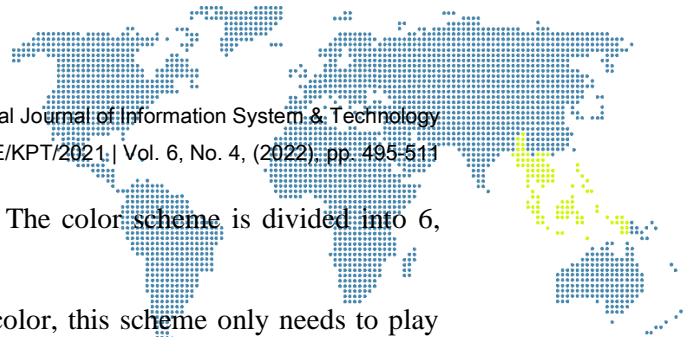 al Journal of Information System & Technology
E/KPT/2021 | Vol. 6, No. 4, (2022), pp. 495-511
The color scheme is divided into 6,
color, this scheme only needs to play